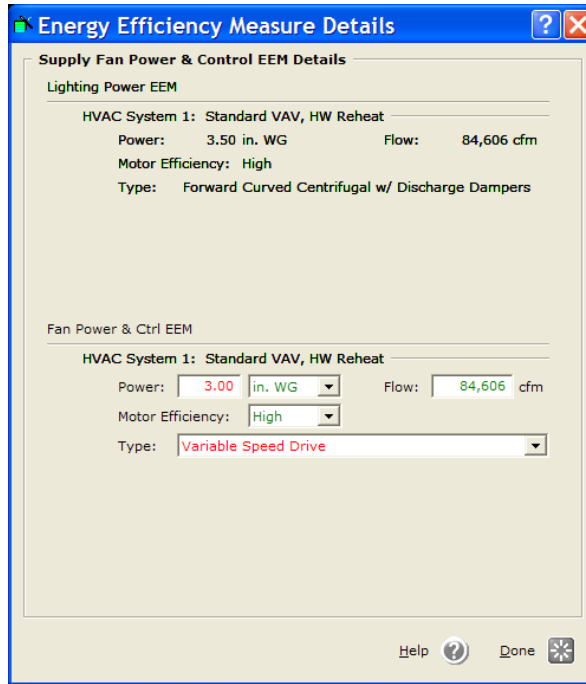 Energy Efficiency Measure Details ? X
Supply Fan Power & Control EEM Details
Lighting Power EEM
HVAC System 1: Standard VAV, HW Reheat
Power: 3.50 in. WG Flow: 84,606 cfm
Motor Efficiency: High
Type: Forward Curved Centrifugal w/ Discharge Dampers
Fan Power & Ctrl EEM
HVAC System 1: Standard VAV, HW Reheat
Power: 3.00 in. WG Flow: 84,606 cfm
Motor Efficiency: High
Type: Variable Speed Drive
Help ? Done